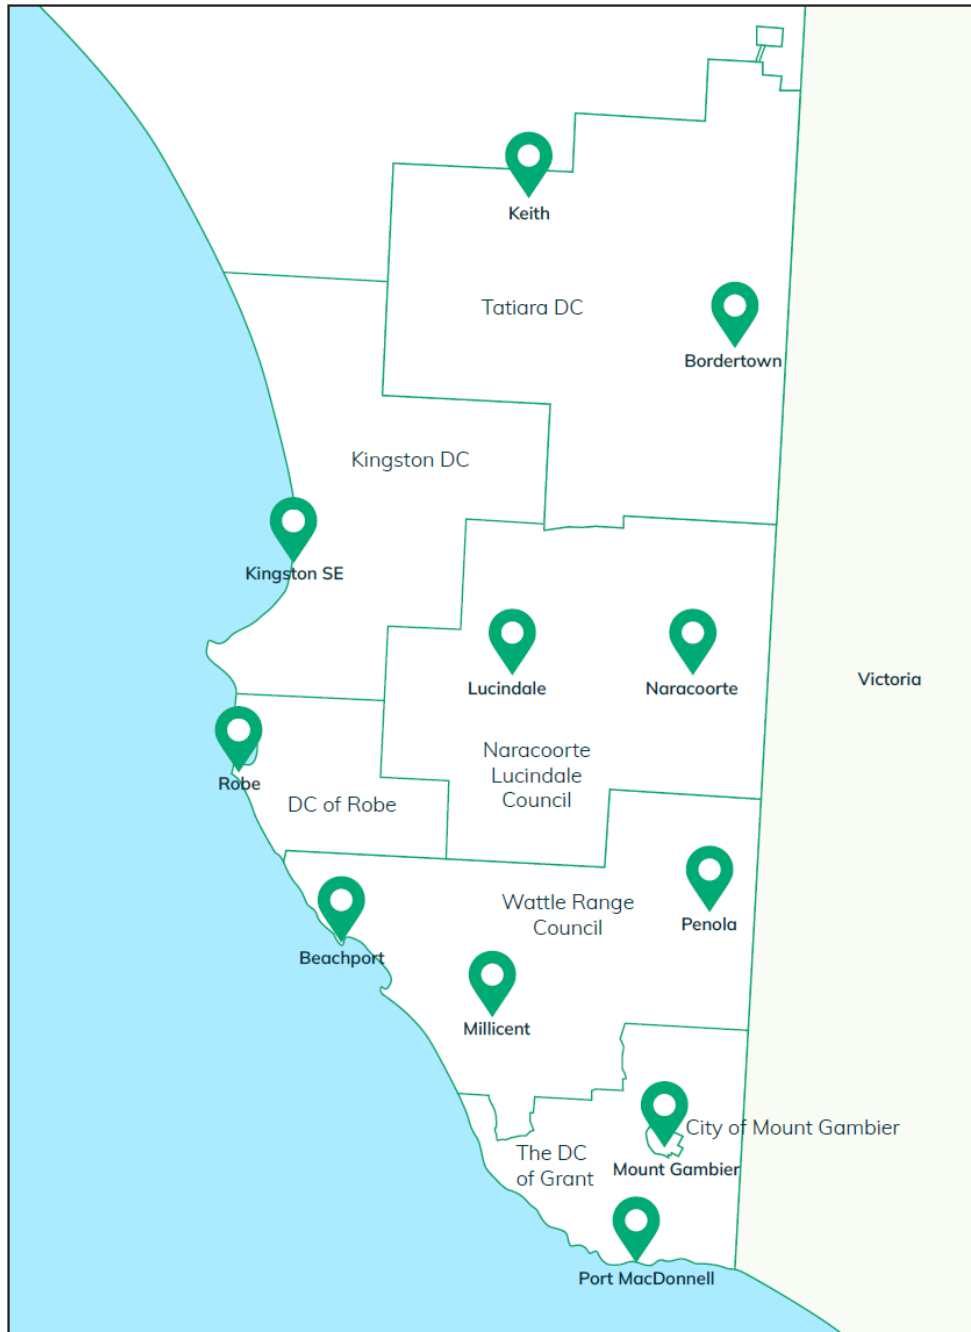 Keith
Tatiara DC
Bordertown
Kingston DC
Kingston SE
Lucindale
Naracoorte
Victoria
Naracoorte
Lucindale
Council
Robe
DC of Robe
Wattle Range
Council
Penola
Beachport
Millicent
City of Mount Gambier
The DC
of Grant
Mount Gambier
Port MacDonnell